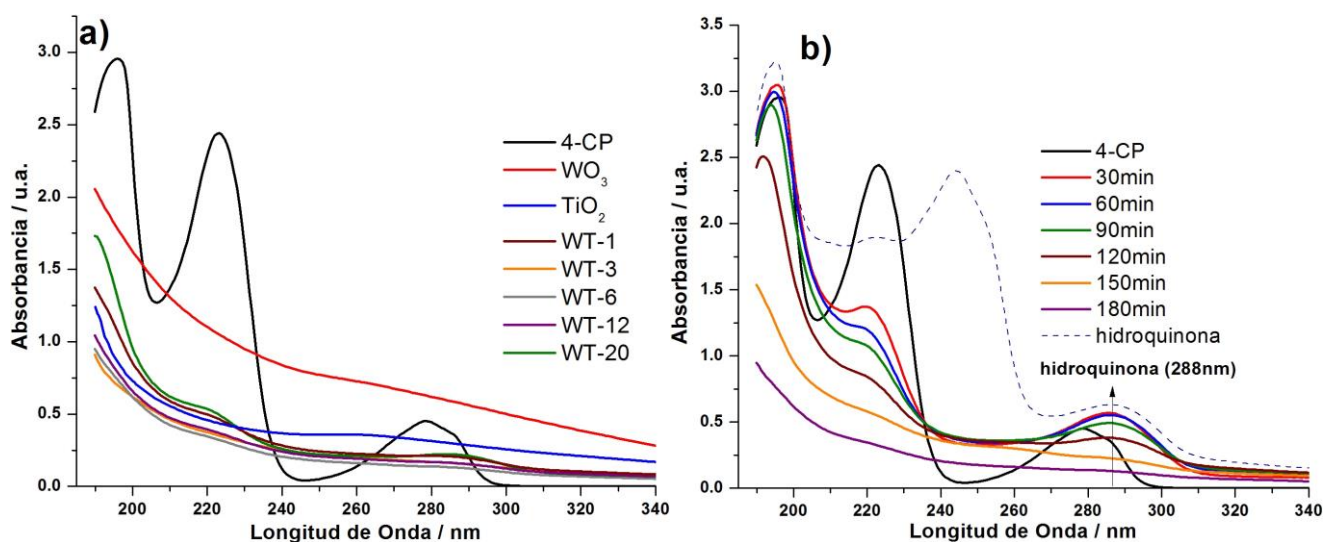 a)
3.0
2.5
2.0
1.5
1.0
0.5
0.0
Absorbancia / u.a.
200 220 240 260 280 300 320 340
Longitud de Onda / nm
4-CP
WO₃
TiO₂
WT-1
WT-3
WT-6
WT-12
WT-20
b)
3.5
3.0
2.5
2.0
1.5
1.0
0.5
0.0
Absorbancia / u.a.
200 220 240 260 280 300 320 340
Longitud de Onda / nm
4-CP
30min
60min
90min
120min
150min
180min
hidroquinona
hidroquinona (288nm)